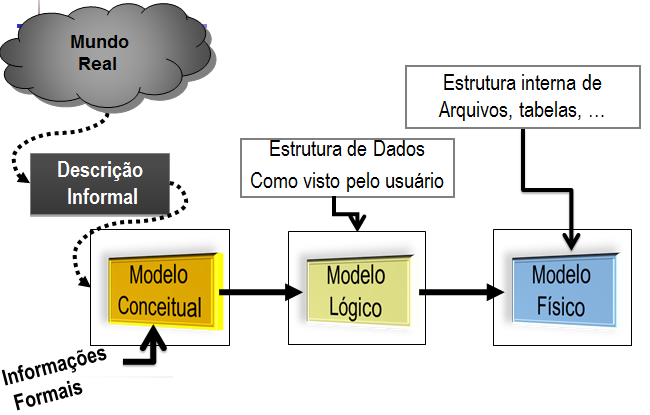 Mundo
Real
Estrutura interna de
Arquivos, tabelas, ...
Estrutura de Dados
Como visto pelo usuário
Descrição
Informal
Modelo
Conceitual
Modelo
Lógico
Modelo
Físico
Informações
Formais